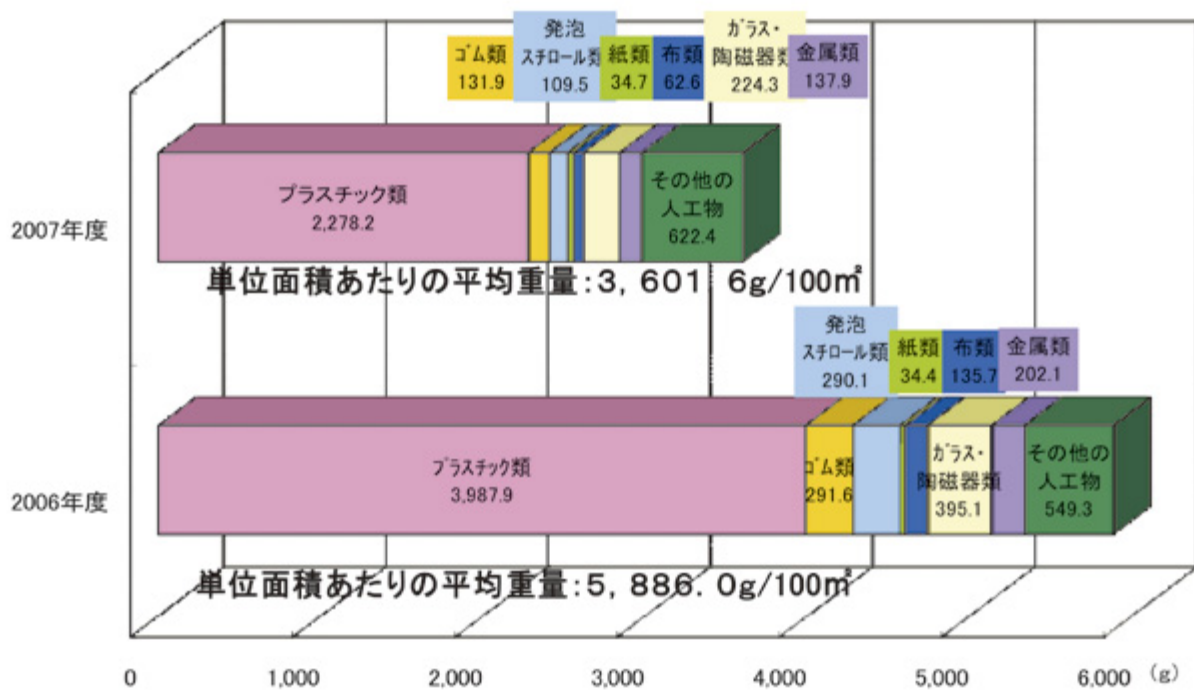 ゴム類
131.9
発泡
スチロール類
109.5
紙類
34.7
布類
62.6
ガラス・
陶磁器類
224.3
金属類
137.9
2007年度
プラスチック類
2,278.2
その他の
人工物
622.4
単位面積あたりの平均重量:3,601 6g/100㎡
発泡
スチロール類
290.1
紙類
34.4
布類
135.7
金属類
202.1
2006年度
プラスチック類
3,987.9
ゴム類
291.6
ガラス・
陶磁器類
395.1
その他の
人工物
549.3
単位面積あたりの平均重量:5,886.0g/100㎡
0 1,000 2,000 3,000 4,000 5,000 6,000 (g)